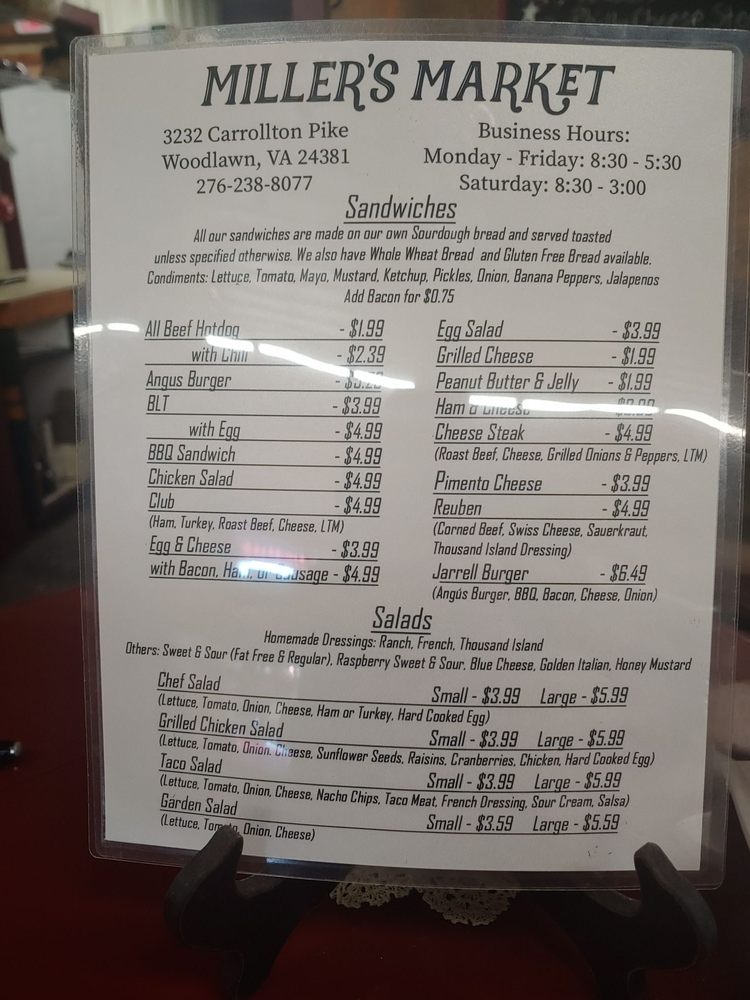 MILLER'S MARKET
3232 Carrollton Pike
Woodlawn, VA 24381
276-238-8077
Business Hours:
Monday - Friday: 8:30 - 5:30
Saturday: 8:30 - 3:00
Sandwiches
All our sandwiches are made on our own Sourdough bread and served toasted
unless specified otherwise. We also have Whole Wheat Bread and Gluten Free Bread available.
Condiments: Lettuce, Tomato, Mayo, Mustard, Ketchup, Pickles, Onion, Banana Peppers, Jalapenos
Add Bacon for $0.75
All Beef Hotdog - $1.99
with Chili - $2.39
Angus Burger
BLT - $3.99
with Egg - $4.99
BBQ Sandwich - $4.99
Chicken Salad - $4.99
Club - $4.99
(Ham, Turkey, Roast Beef, Cheese, LTM)
Egg & Cheese - $3.99
with Bacon, Ham, or Sausage - $4.99
Egg Salad - $3.99
Grilled Cheese - $1.99
Peanut Butter & Jelly - $1.99
Ham & Cheese
Cheese Steak - $4.99
(Roast Beef, Cheese, Grilled Onions & Peppers, LTM)
Pimento Cheese - $3.99
Reuben - $4.99
(Corned Beef, Swiss Cheese, Sauerkraut,
Thousand Island Dressing)
Jarrell Burger - $6.49
(Angus Burger, BBQ, Bacon, Cheese, Onion)
Salads
Homemade Dressings: Ranch, French, Thousand Island
Others: Sweet & Sour (Fat Free & Regular), Raspberry Sweet & Sour, Blue Cheese, Golden Italian, Honey Mustard
Chef Salad Small - $3.99 Large - $5.99
(Lettuce, Tomato, Onion, Cheese, Ham or Turkey, Hard Cooked Egg)
Grilled Chicken Salad Small - $3.99 Large - $5.99
(Lettuce, Tomato, Onion, Cheese, Sunflower Seeds, Raisins, Cranberries, Chicken, Hard Cooked Egg)
Taco Salad Small - $3.99 Large - $5.99
(Lettuce, Tomato, Onion, Cheese, Nacho Chips, Taco Meat, French Dressing, Sour Cream, Salsa)
Garden Salad Small - $3.59 Large - $5.59
(Lettuce, Tomato, Onion, Cheese)